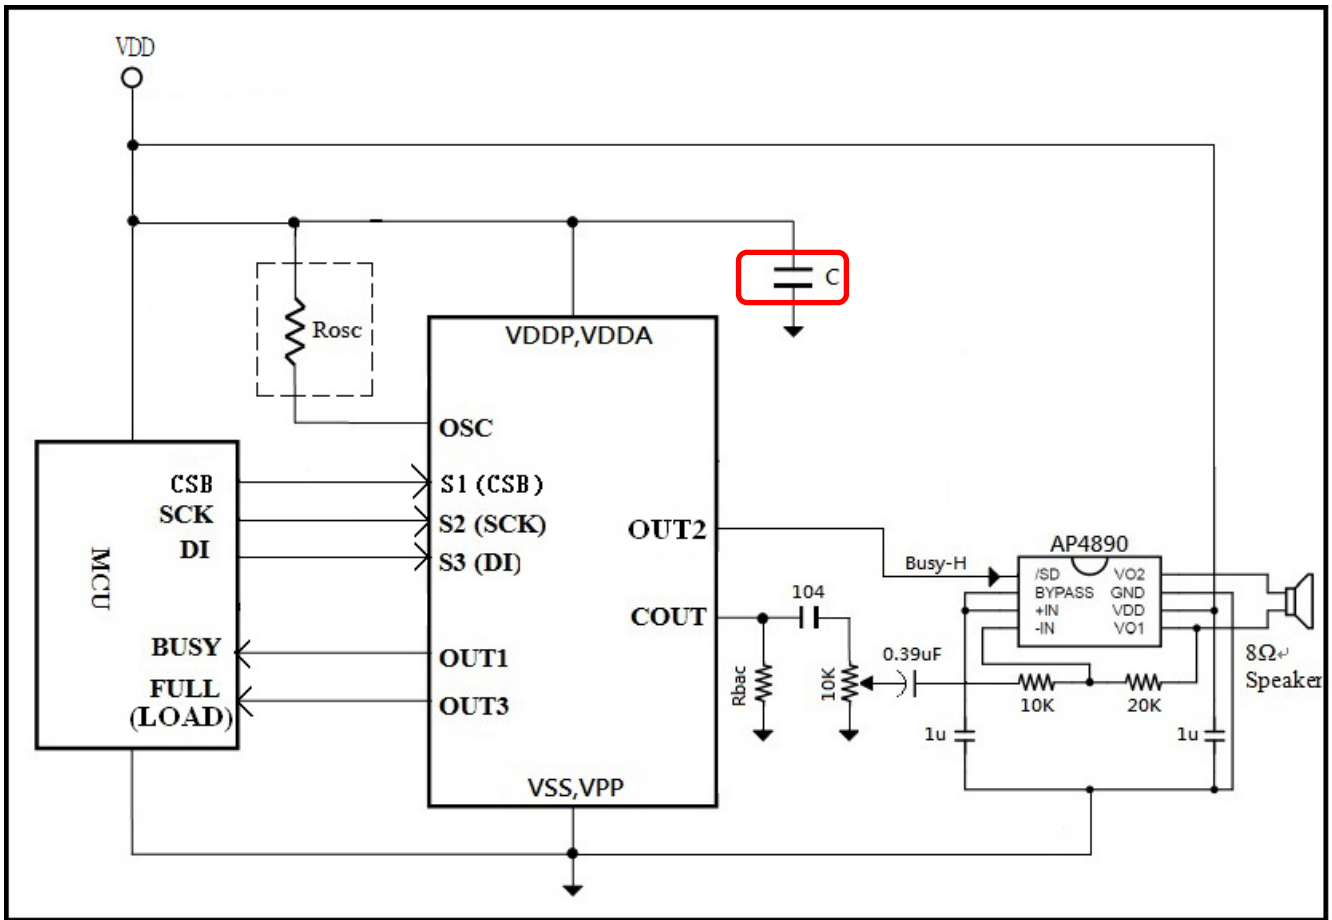 VDD
C
Rosc
VDDP,VDDA
OSC
CSB
S1 (CSB)
SCK
S2 (SCK)
DI
S3 (DI)
MCU
OUT2
Busy-H
AP4890
/SD
VO2
BYPASS
GND
+IN
VDD
-IN
VO1
COUT
104
BUSY
OUT1
FULL
(LOAD)
OUT3
Rbac
10K
0.39uF
10K
20K
8Ω↵
Speaker
1u
1u
VSS,VPP